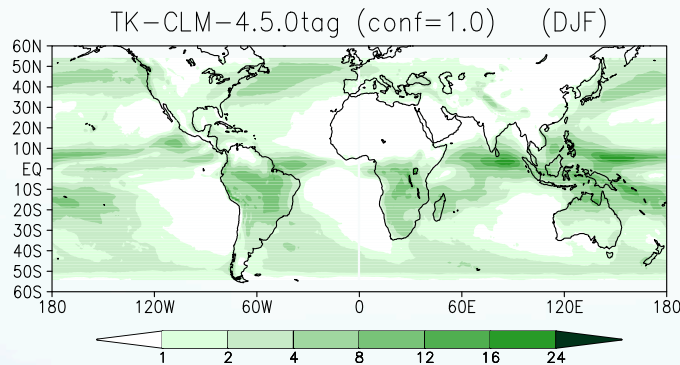 TK-CLM-4.5.0tag (conf=1.0) (DJF)
60N
50N
40N
30N
20N
10N
EQ
10S
20S
30S
40S
50S
60S
180 120W 60W 0 60E 120E 180
1 2 4 8 12 16 24